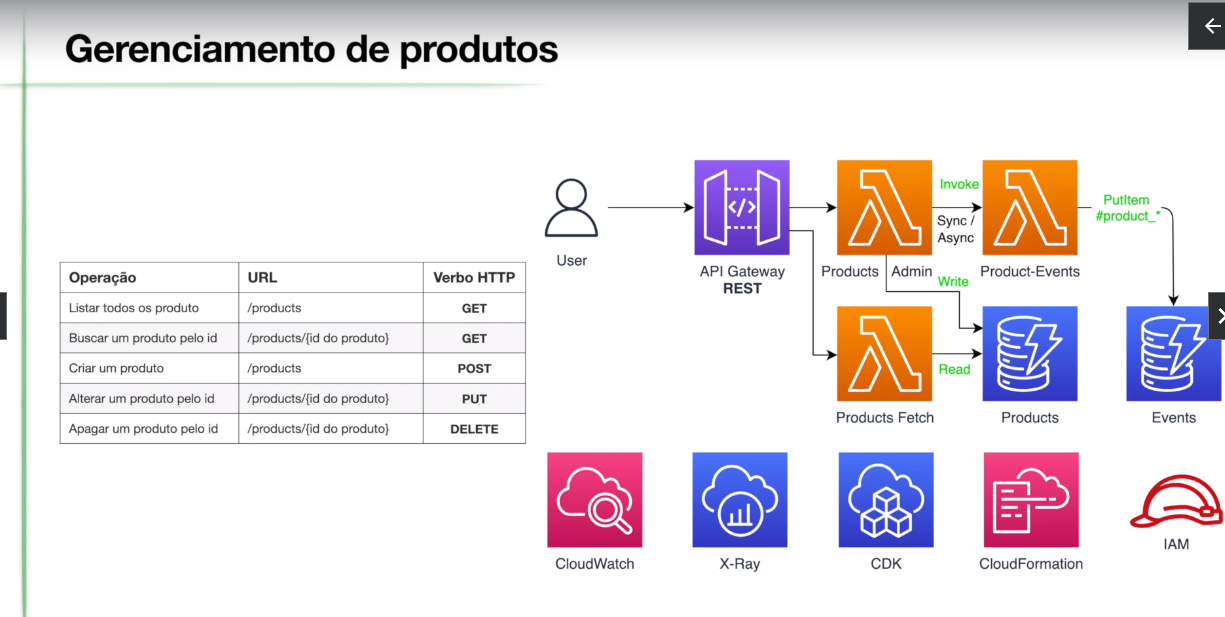 Gerenciamento de produtos
Operação URL Verbo HTTP
Listar todos os produto /products GET
Buscar um produto pelo id /products/{id do produto} GET
Criar um produto /products POST
Alterar um produto pelo id /products/{id do produto} PUT
Apagar um produto pelo id /products/{id do produto} DELETE
User
</>
API Gateway
REST
Products Admin
Invoke
Sync /
Async
Product-Events
PutItem
#product_*
Write
Read
Products Fetch
Products
Events
CloudWatch
X-Ray
CDK
CloudFormation
IAM